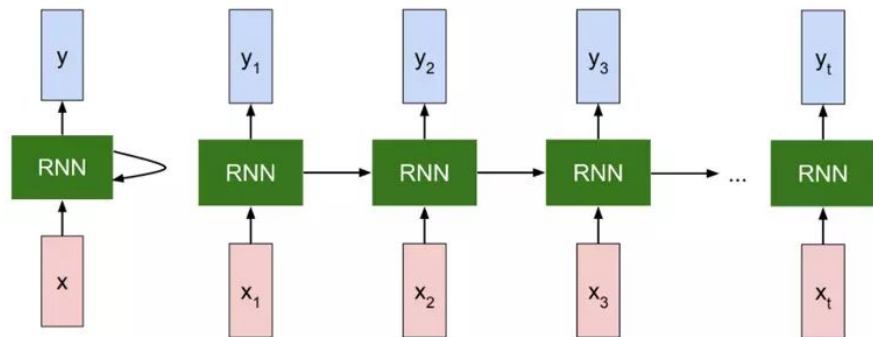 y y₁ y₂ y₃ yₜ
RNN RNN RNN RNN ... RNN
x x₁ x₂ x₃ xₜ